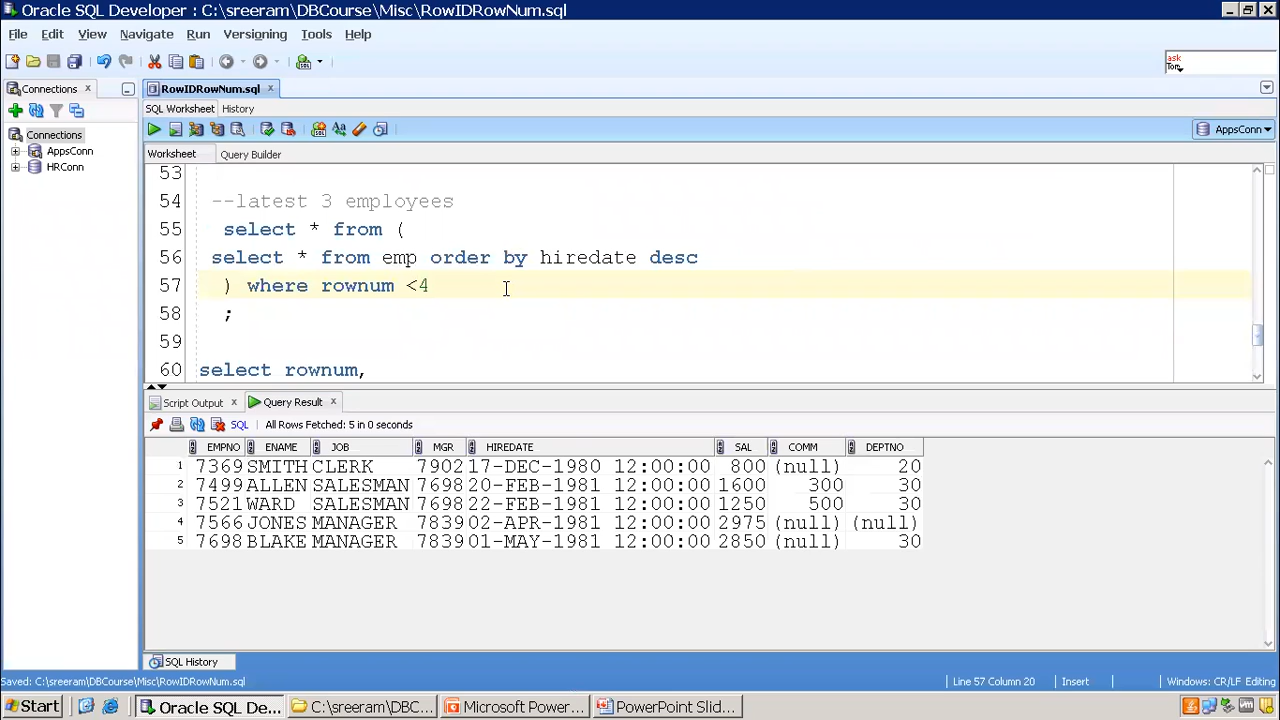 Oracle SQL Developer : C:\sreeram\DBCourse\Misc\RowIDRowNum.sql
File Edit View Navigate Run Versioning Tools Help
ask Tom
Connections RowIDRowNum.sql
SQL Worksheet History
AppsConn
Worksheet Query Builder
Connections
AppsConn
HRConn
53
54 --latest 3 employees
55 select * from (
56 select * from emp order by hiredate desc
57 ) where rownum <4
58 ;
59
60 select rownum,
Script Output Query Result
SQL All Rows Fetched: 5 in 0 seconds
EMPNO ENAME JOB MGR HIREDATE SAL COMM DEPTNO
1 7369 SMITH CLERK 7902 17-DEC-1980 12:00:00 800 (null) 20
2 7499 ALLEN SALESMAN 7698 20-FEB-1981 12:00:00 1600 300 30
3 7521 WARD SALESMAN 7698 22-FEB-1981 12:00:00 1250 500 30
4 7566 JONES MANAGER 7839 02-APR-1981 12:00:00 2975 (null) (null)
5 7698 BLAKE MANAGER 7839 01-MAY-1981 12:00:00 2850 (null) 30
SQL History
Saved: C:\sreeram\DBCourse\Misc\RowIDRowNum.sql Line 57 Column 20 Insert Windows: CR/LF Editing
Start Oracle SQL De... C:\sreeram\DBC... Microsoft Power... PowerPoint Slid...